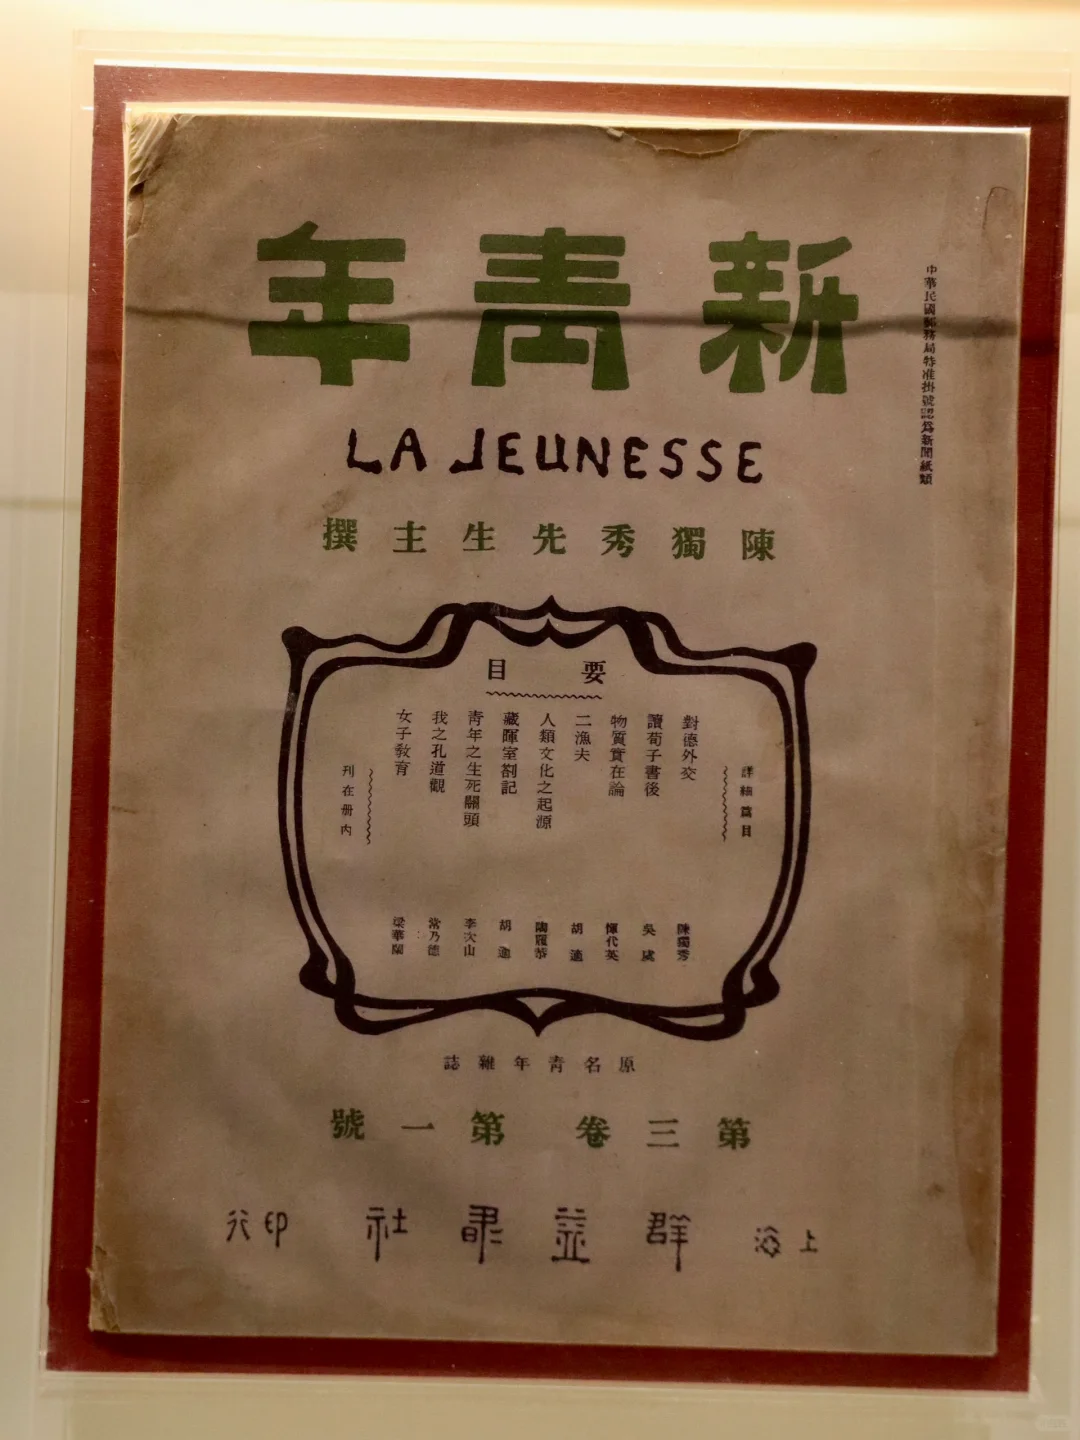 中華民國郵務局特准掛號認爲新聞紙類
新青年
LA JEUNESSE
陳獨秀先生主撰
要目
詳細篇目
對德外交 陳獨秀
讀荀子書後 吳虞
物質實在論 惲代英
二漁夫 胡適
人類文化之起源 陶履恭
藏暉室劄記 胡適
青年之生死關頭 李次山
我之孔道觀 常乃德
女子教育 梁華蘭
刊在册内
原名青年雜誌
第三卷 第一號
上海 群益書社 印行